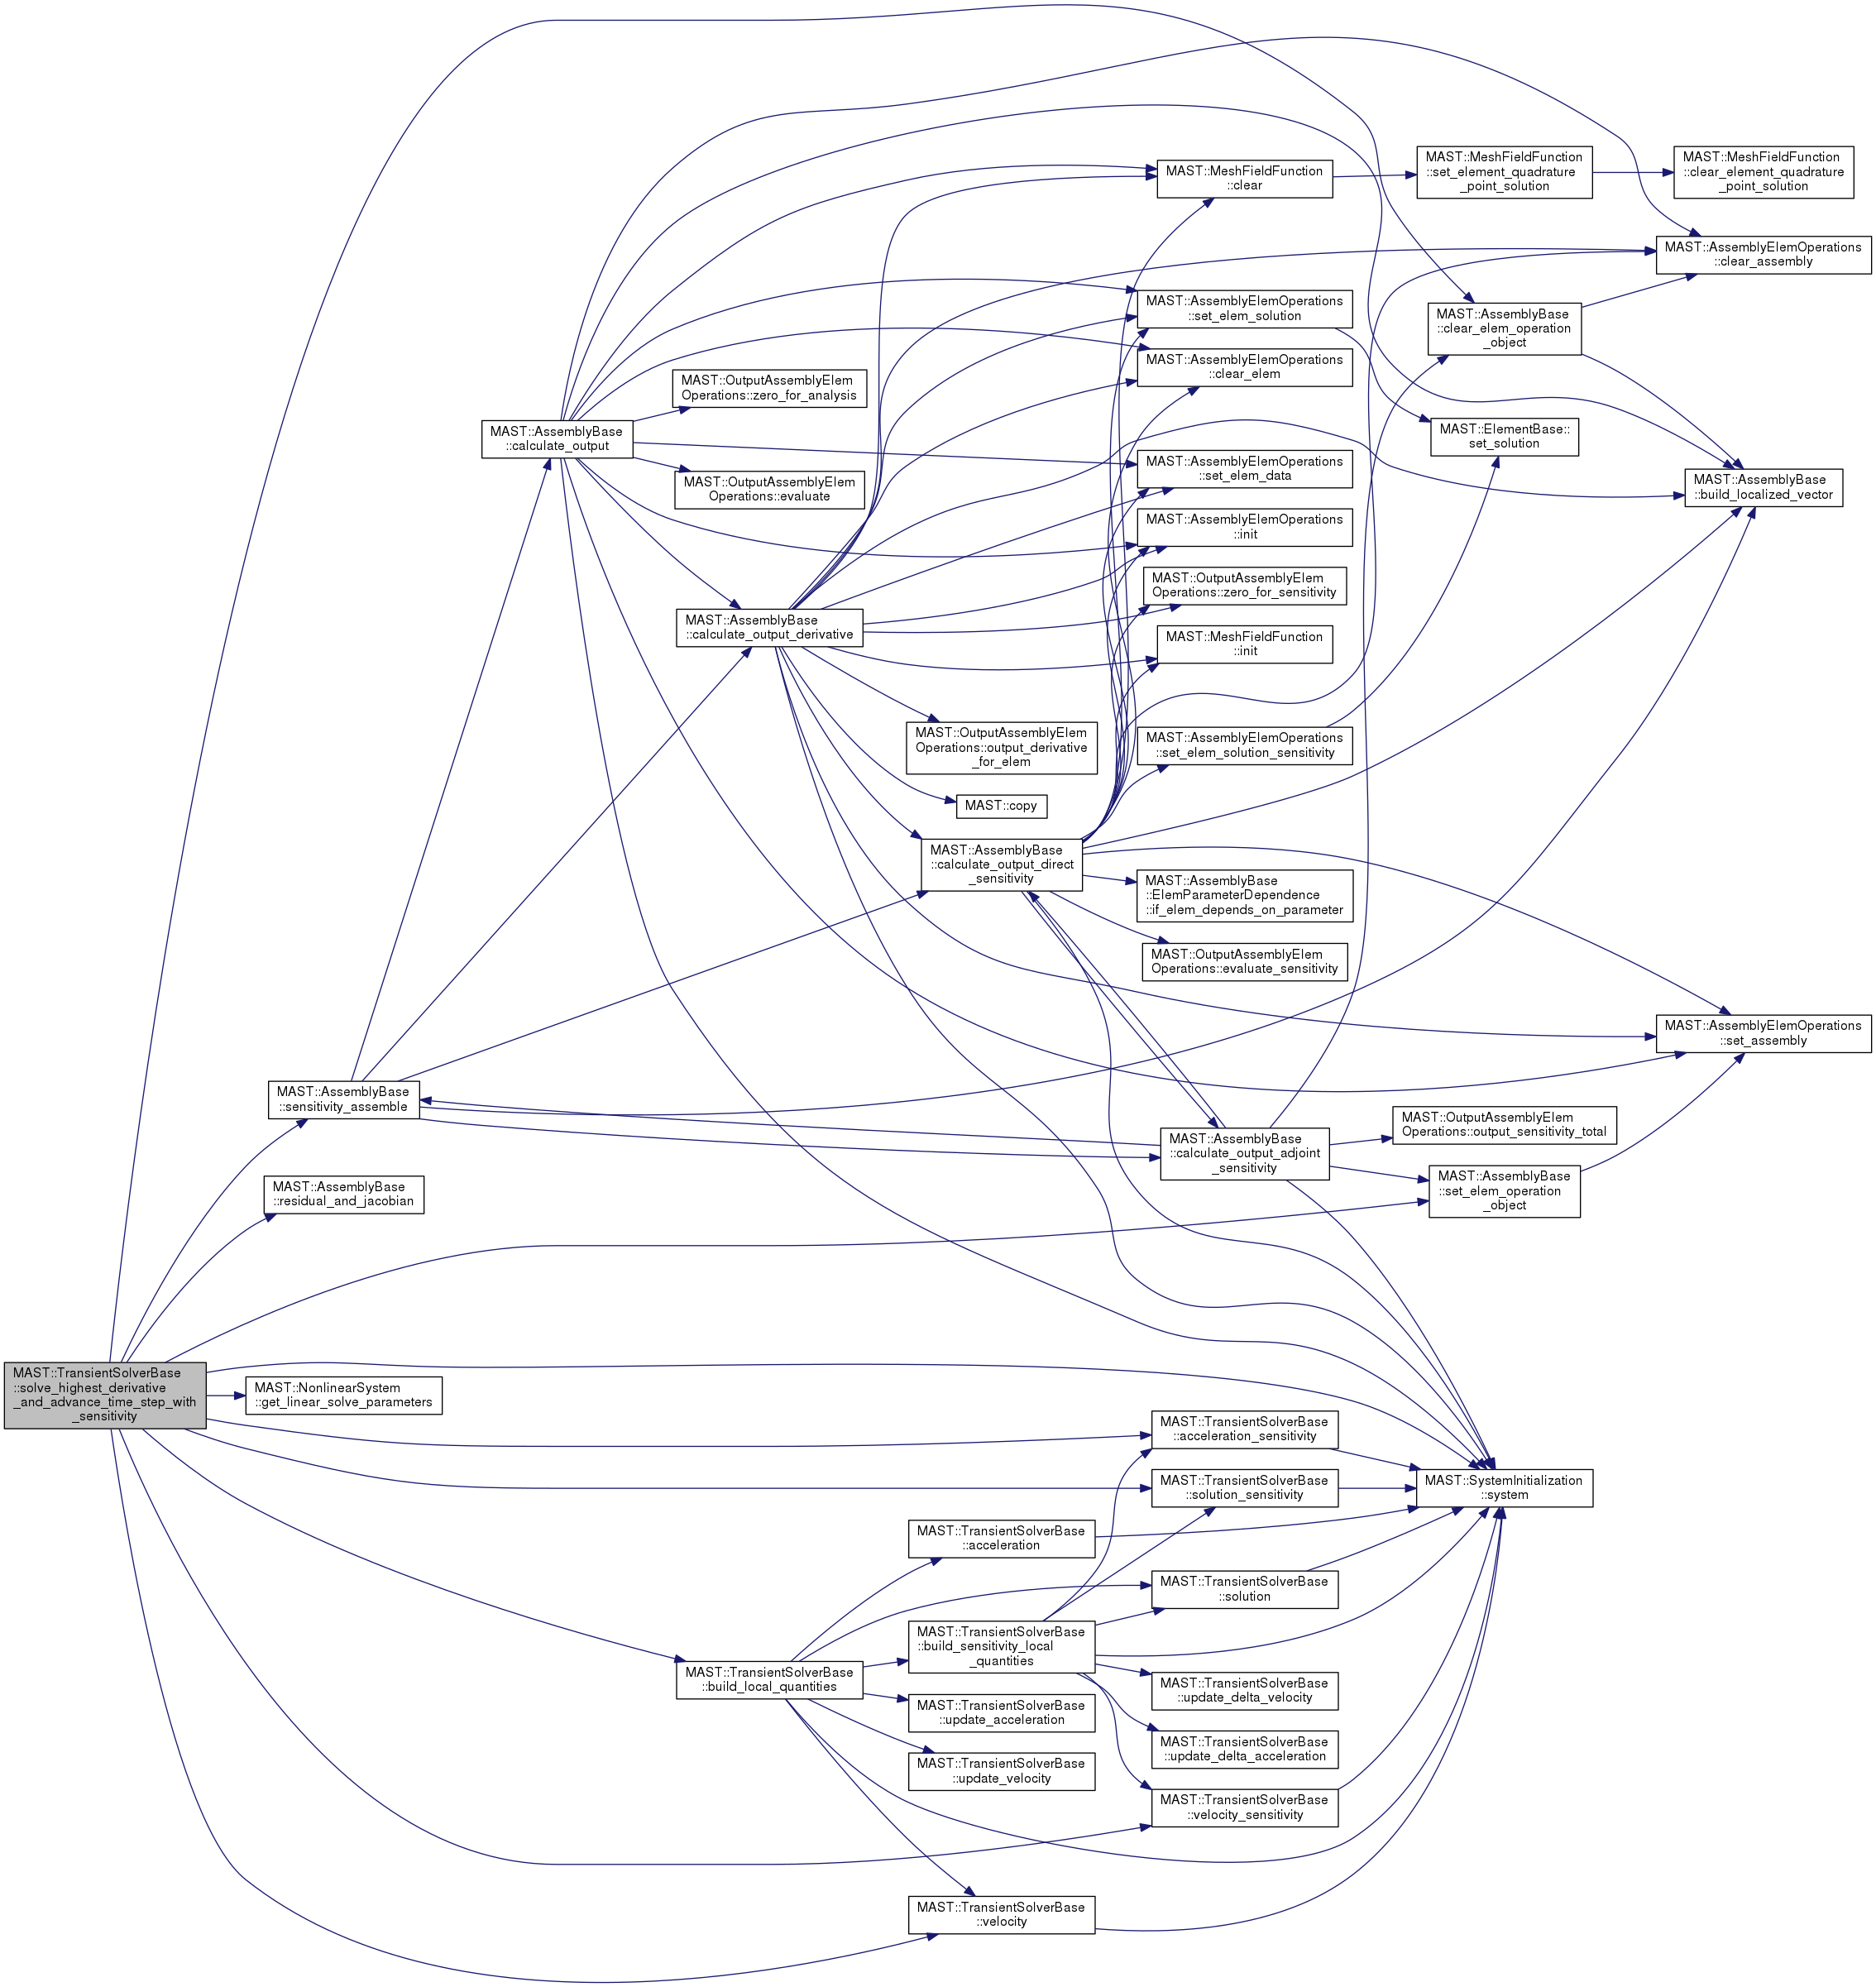 MAST::MeshFieldFunction
::set_element_quadrature
_point_solution
MAST::MeshFieldFunction
::clear_element_quadrature
_point_solution
MAST::MeshFieldFunction
::clear
MAST::AssemblyElemOperations
::clear_assembly
MAST::AssemblyElemOperations
::set_elem_solution
MAST::AssemblyBase
::clear_elem_operation
_object
MAST::AssemblyElemOperations
::clear_elem
MAST::OutputAssemblyElem
Operations::zero_for_analysis
MAST::AssemblyBase
::calculate_output
MAST::ElementBase::
set_solution
MAST::AssemblyElemOperations
::set_elem_data
MAST::OutputAssemblyElem
Operations::evaluate
MAST::AssemblyBase
::build_localized_vector
MAST::AssemblyElemOperations
::init
MAST::OutputAssemblyElem
Operations::zero_for_sensitivity
MAST::AssemblyBase
::calculate_output_derivative
MAST::MeshFieldFunction
::init
MAST::OutputAssemblyElem
Operations::output_derivative
_for_elem
MAST::AssemblyElemOperations
::set_elem_solution_sensitivity
MAST::copy
MAST::AssemblyBase
::calculate_output_direct
_sensitivity
MAST::AssemblyBase
::ElemParameterDependence
::if_elem_depends_on_parameter
MAST::OutputAssemblyElem
Operations::evaluate_sensitivity
MAST::AssemblyElemOperations
::set_assembly
MAST::AssemblyBase
::sensitivity_assemble
MAST::OutputAssemblyElem
Operations::output_sensitivity_total
MAST::AssemblyBase
::calculate_output_adjoint
_sensitivity
MAST::AssemblyBase
::set_elem_operation
_object
MAST::AssemblyBase
::residual_and_jacobian
MAST::TransientSolverBase
::solve_highest_derivative
_and_advance_time_step_with
_sensitivity
MAST::NonlinearSystem
::get_linear_solve_parameters
MAST::TransientSolverBase
::acceleration_sensitivity
MAST::TransientSolverBase
::solution_sensitivity
MAST::SystemInitialization
::system
MAST::TransientSolverBase
::acceleration
MAST::TransientSolverBase
::solution
MAST::TransientSolverBase
::build_sensitivity_local
_quantities
MAST::TransientSolverBase
::build_local_quantities
MAST::TransientSolverBase
::update_delta_velocity
MAST::TransientSolverBase
::update_acceleration
MAST::TransientSolverBase
::update_delta_acceleration
MAST::TransientSolverBase
::update_velocity
MAST::TransientSolverBase
::velocity_sensitivity
MAST::TransientSolverBase
::velocity